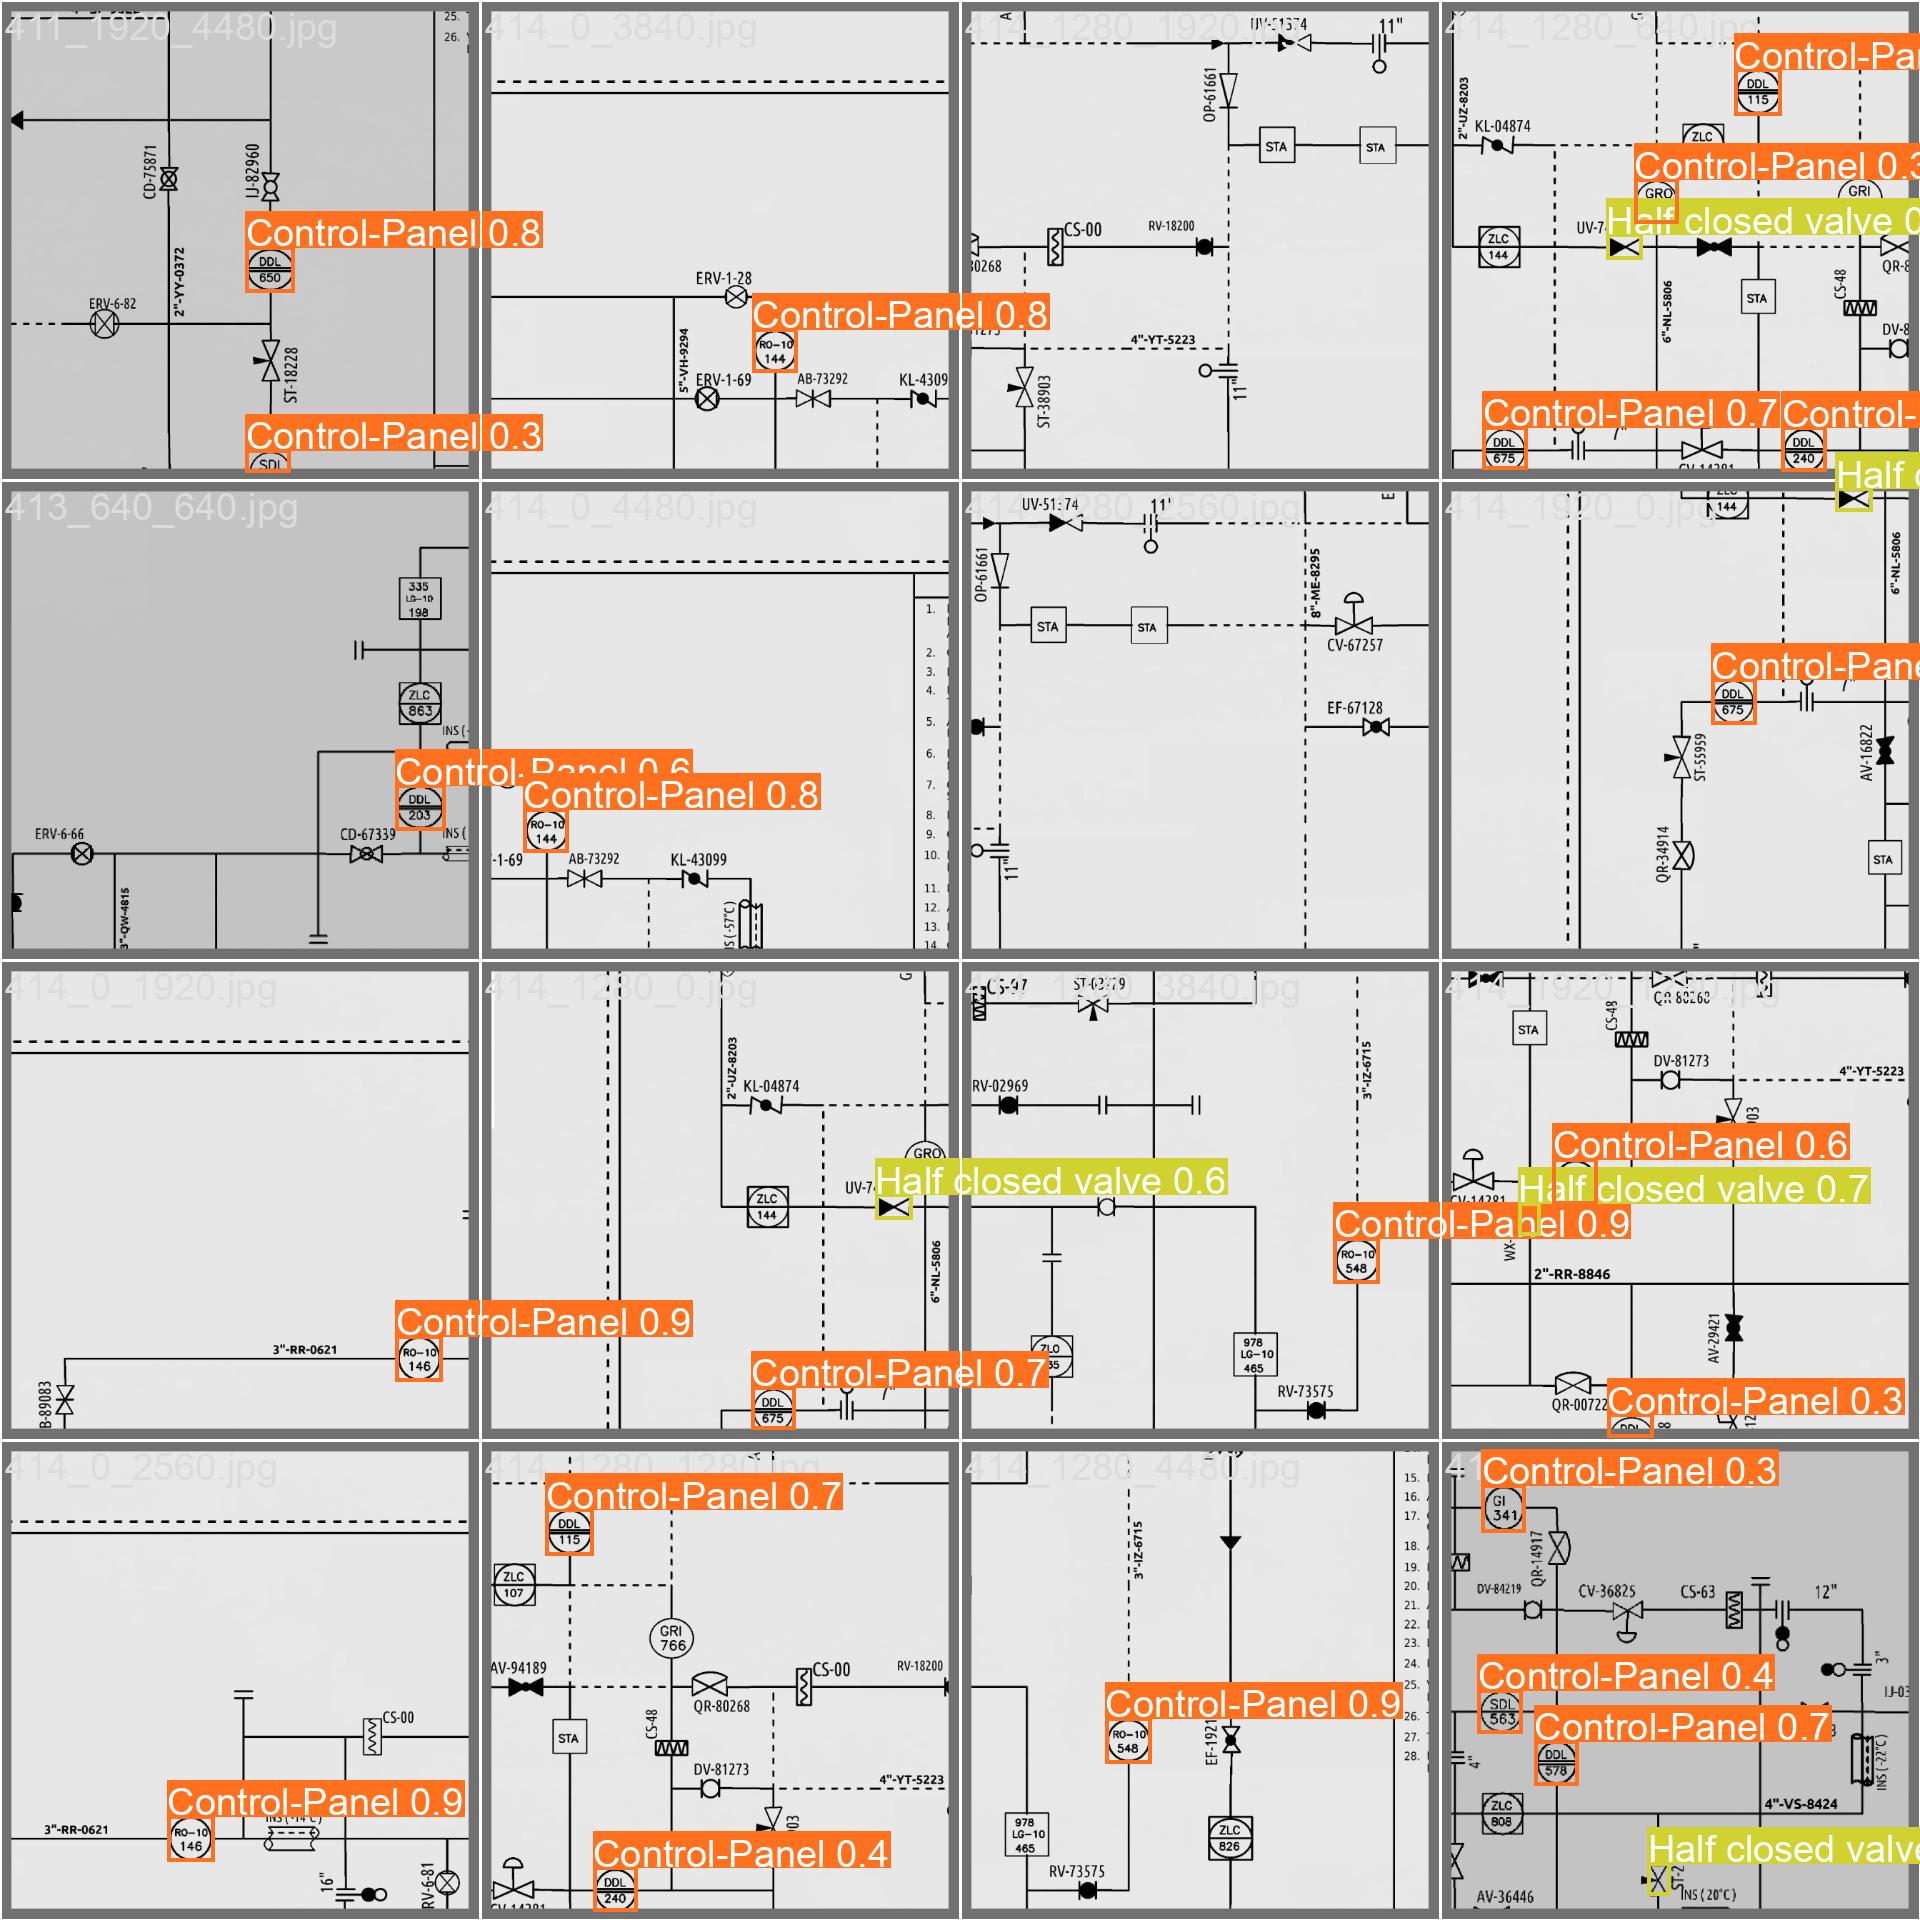 411_1920_4480.jpg
25.
26.
CD-75871
IJ-82960
Control-Panel 0.8
DDL
650
2"-YY-0372
ERV-6-82
ST-18228
Control-Panel 0.3
SDL
414_0_3840.jpg
ERV-1-28
Control-Panel 0.8
RO-10
144
5"-VH-9294
ERV-1-69
AB-73292
KL-4309
414_1280_1920.jpg
UV-51374
11"
OP-61661
STA
STA
CS-00
RV-18200
80268
4"-YT-5223
ST-38903
11"
414_1280_640.jpg
Control-Pa
DDL
115
2"-UZ-8203
KL-04874
ZLC
Control-Panel 0.3
GRO
GRI
Half closed valve 0
UV-7
ZLC
144
QR-8
6"-NL-5806
STA
CS-48
DV-8
Control-Panel 0.7
Control-
DDL
675
7"
CV-14281
DDL
240
413_640_640.jpg
335
LG-10
198
ZLC
863
INS (-
Control-Panel 0.6
DDL
203
ERV-6-66
CD-67339
INS (
3"-QW-4815
414_0_4480.jpg
1.
2.
3.
4.
5.
6.
7.
8.
9.
10.
11.
12.
13.
14.
Control-Panel 0.8
RO-10
144
-1-69
AB-73292
KL-43099
S (-57°C)
414_1280_2560.jpg
UV-51374
11"
E
OP-61661
8"-ME-8295
STA
STA
CV-67257
EF-67128
11"
414_1920_0.jpg
Half c
ZLC
144
6"-NL-5806
Control-Pane
DDL
675
7"
ST-55959
AV-16822
QR-34914
STA
414_0_1920.jpg
Control-Panel 0.9
3"-RR-0621
RO-10
146
B-89083
414_1280_0.jpg
G
2"-UZ-8203
KL-04874
GRO
Half closed valve 0.6
ZLC
144
UV-7
6"-NL-5806
Control-Panel 0.7
DDL
675
7"
414_1280_3840.jpg
CS-97
3"-IZ-6715
RV-02969
Control-Panel 0.9
RO-10
548
ZLO
35
978
LG-10
465
RV-73575
QR-80268
STA
CS-48
DV-81273
4"-YT-5223
903
Control-Panel 0.6
Half closed valve 0.7
CV-14281
WX-
2"-RR-8846
AV-29421
QR-00722
Control-Panel 0.3
DDL
414_0_2560.jpg
CS-00
Control-Panel 0.9
3"-RR-0621
RO-10
146
INS (-14°C)
16"
RV-6-81
414_1280_1280.jpg
Control-Panel 0.7
DDL
115
ZLC
107
GRI
766
AV-94189
CS-00
RV-18200
QR-80268
STA
CS-48
DV-81273
4"-YT-5223
903
Control-Panel 0.4
DDL
240
CV-14281
414_1280_4480.jpg
15.
16.
17.
18.
19.
20.
21.
22.
23.
24.
25.
26.
27.
28.
3"-IZ-6715
Control-Panel 0.9
RO-10
548
EF-1921
978
LG-10
465
ZLC
826
RV-73575
Control-Panel 0.3
GI
341
QR-14917
DV-84219
CV-36825
CS-63
12"
3"
Control-Panel 0.4
SDL
563
IJ-03
Control-Panel 0.7
DDL
578
4"
INS (-22°C)
ZLC
808
4"-VS-8424
Half closed valve
ST-2
AV-36446
INS ( 20°C)